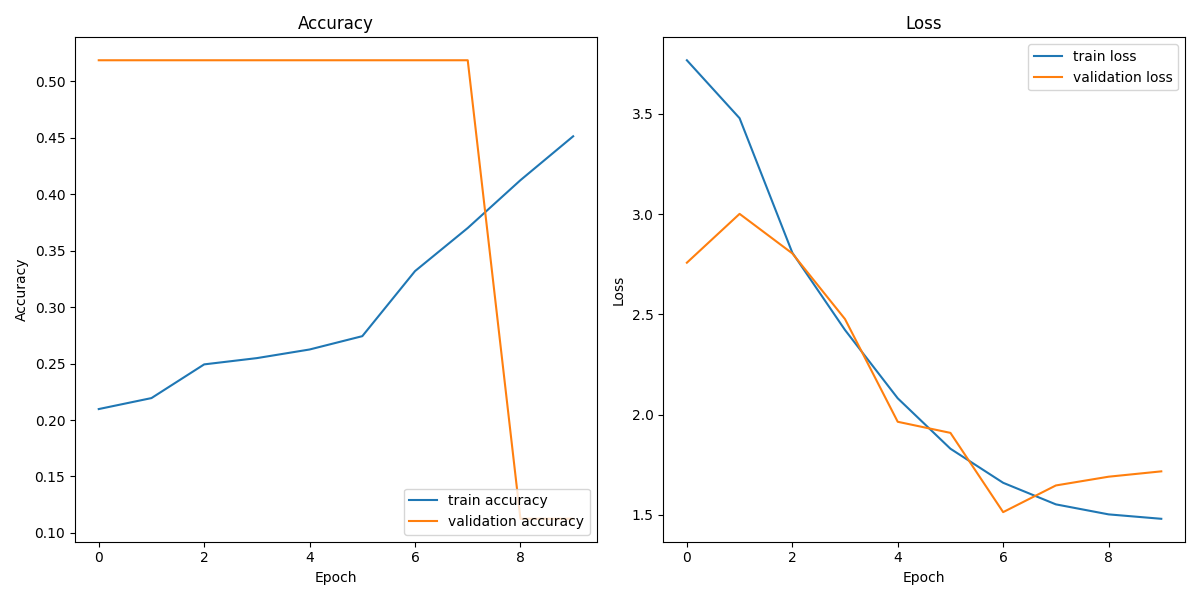 Accuracy
Accuracy
0.50
0.45
0.40
0.35
0.30
0.25
0.20
0.15
0.10
0 2 4 6 8
Epoch
train accuracy
validation accuracy
Loss
Loss
3.5
3.0
2.5
2.0
1.5
0 2 4 6 8
Epoch
train loss
validation loss